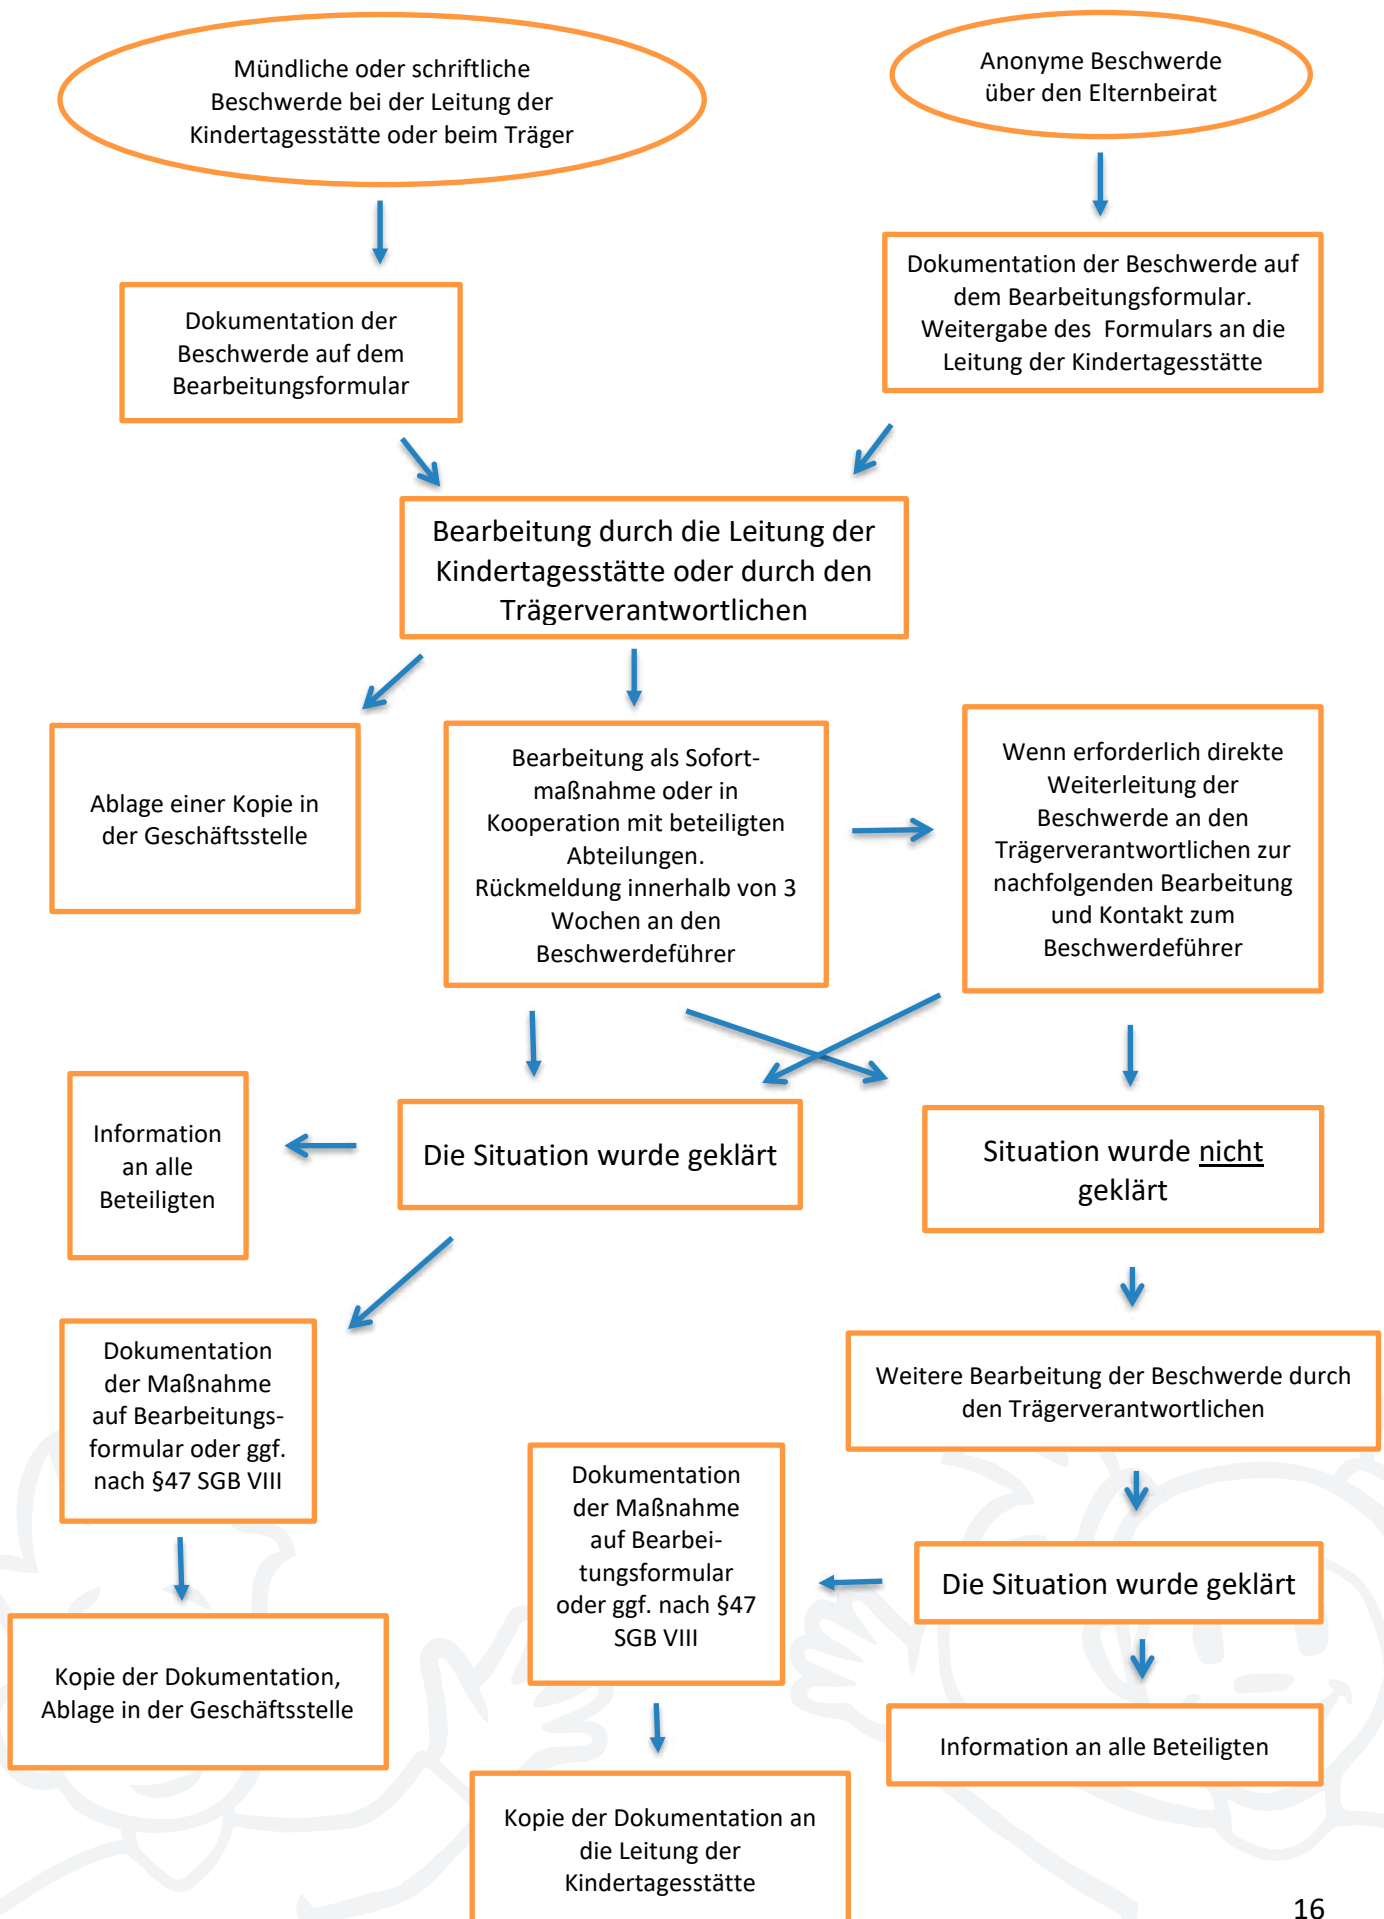 Mündliche oder schriftliche
Beschwerde bei der Leitung der
Kindertagesstätte oder beim Träger
Anonyme Beschwerde
über den Elternbeirat
Dokumentation der
Beschwerde auf dem
Bearbeitungsformular
Dokumentation der Beschwerde auf
dem Bearbeitungsformular.
Weitergabe des Formulars an die
Leitung der Kindertagesstätte
Bearbeitung durch die Leitung der
Kindertagesstätte oder durch den
Trägerverantwortlichen
Ablage einer Kopie in
der Geschäftsstelle
Bearbeitung als Sofort-
maßnahme oder in
Kooperation mit beteiligten
Abteilungen.
Rückmeldung innerhalb von 3
Wochen an den
Beschwerdeführer
Wenn erforderlich direkte
Weiterleitung der
Beschwerde an den
Trägerverantwortlichen zur
nachfolgenden Bearbeitung
und Kontakt zum
Beschwerdeführer
Information
an alle
Beteiligten
Die Situation wurde geklärt
Situation wurde nicht
geklärt
Dokumentation
der Maßnahme
auf Bearbeitungs-
formular oder ggf.
nach §47 SGB VIII
Weitere Bearbeitung der Beschwerde durch
den Trägerverantwortlichen
Dokumentation
der Maßnahme
auf Bearbei-
tungsformular
oder ggf. nach §47
SGB VIII
Die Situation wurde geklärt
Kopie der Dokumentation,
Ablage in der Geschäftsstelle
Information an alle Beteiligten
Kopie der Dokumentation an
die Leitung der
Kindertagesstätte
16